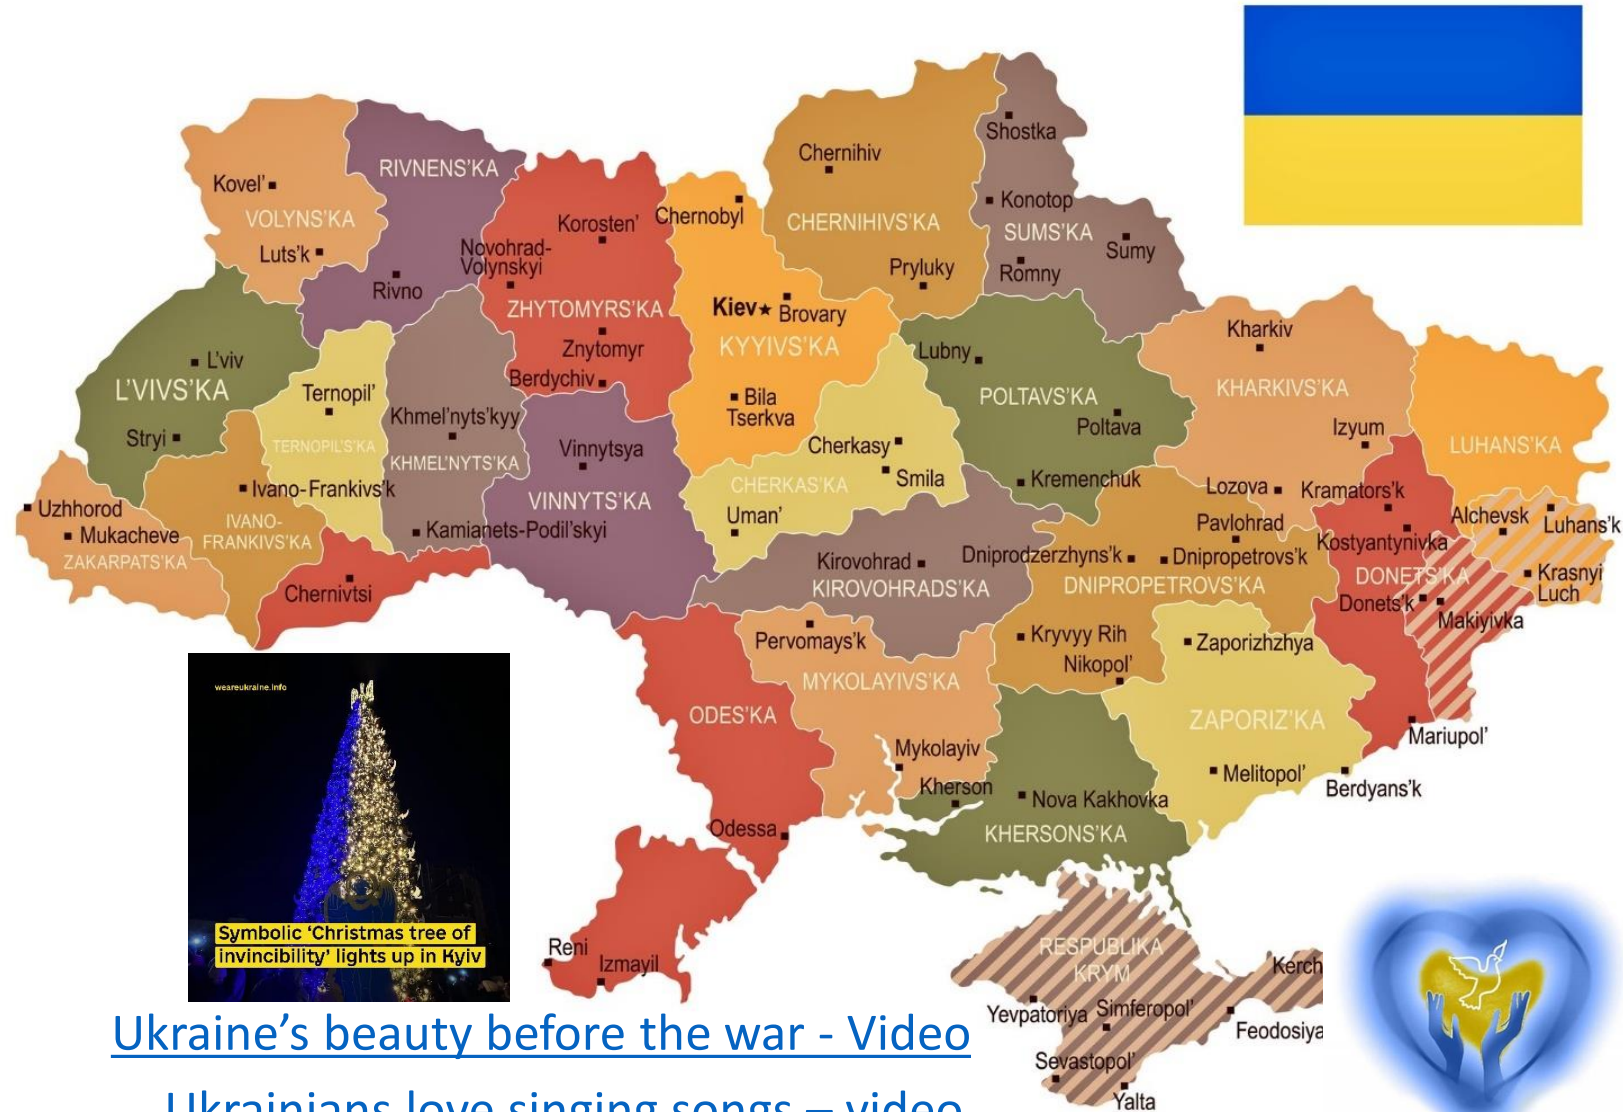 Shostka
Chernihiv
RIVNENS'KA
Kovel'
Konotop
VOLYNS'KA
Chernobyl
Korosten'
CHERNIHIVS'KA
SUMS'KA
Sumy
Luts'k
Novohrad-
Volynskyi
Pryluky
Romny
Rivno
ZHYTOMYRS'KA
Kiev
Brovary
Kharkiv
KYYIVS'KA
Znytomyr
Lubny
L'viv
L'VIVS'KA
Berdychiv
Ternopil'
Bila
Tserkva
POLTAVS'KA
KHARKIVS'KA
Khmel'nyts'kyy
Poltava
Izyum
Stryi
TERNOPIL'S'KA
Vinnytsya
Cherkasy
LUHANS'KA
KHMEL'NYTS'KA
Smila
Kremenchuk
Ivano-Frankivs'k
VINNYTS'KA
CHERKAS'KA
Lozova
Kramators'k
Uzhhorod
Uman'
Pavlohrad
Alchevsk
Luhans'k
IVANO-
FRANKIVS'KA
Kamianets-Podil'skyi
Mukacheve
Kostyantynivka
ZAKARPATS'KA
Kirovohrad
Dniprodzerzhyns'k
Dnipropetrovs'k
KIROVOHRADS'KA
DNIPROPETROVS'KA
DONETS'KA
Krasnyi
Luch
Chernivtsi
Donets'k
Makiyivka
Pervomays'k
Kryvyy Rih
Zaporizhzhya
Nikopol'
MYKOLAYIVS'KA
ODES'KA
ZAPORIZ'KA
Mariupol'
Mykolayiv
Melitopol'
Kherson
Nova Kakhovka
Berdyans'k
Odessa
KHERSONS'KA
Reni
Izmayil
RESPUBLIKA
KRYM
Kerch
Yevpatoriya
Simferopol'
Feodosiya
Sevastopol'
Yalta
weareukraine.info
Symbolic ‘Christmas tree of
invincibility’ lights up in Kyiv
Ukraine’s beauty before the war - Video
Ukrainians love singing songs – video